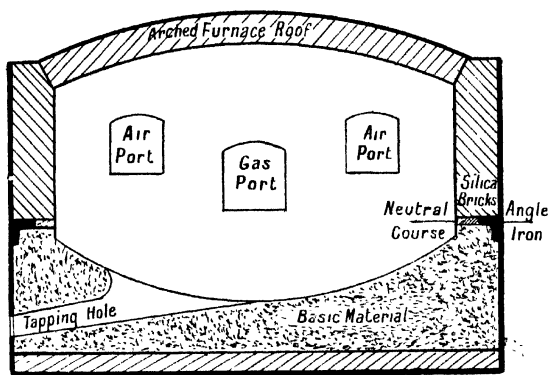 Arched Furnace Roof
Air
Port
Gas
Port
Air
Port
Silica
Bricks
Neutral
Course
Angle
Iron
Tapping Hole
Basic Material